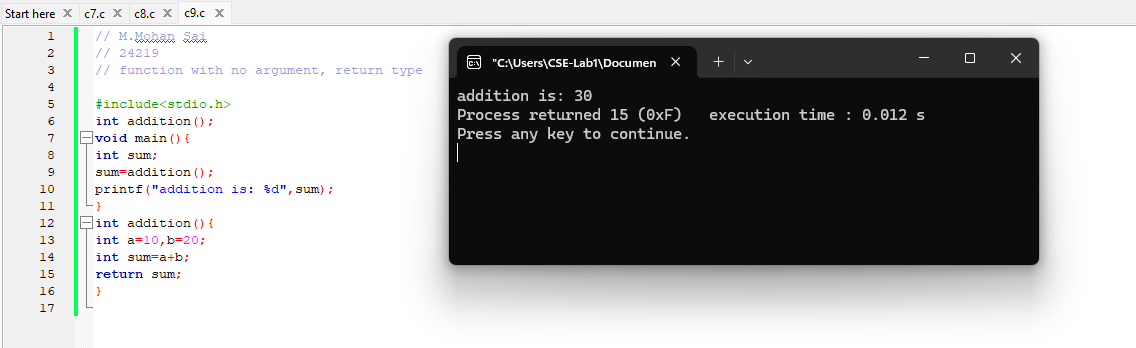 Start here X c7.c X c8.c X c9.c X
1 // M.Mohan Sai
2 // 24219
3 // function with no argument, return type
4
5 #include<stdio.h>
6 int addition();
7 void main(){
8 int sum;
9 sum=addition();
10 printf("addition is: %d",sum);
11 }
12 int addition(){
13 int a=10,b=20;
14 int sum=a+b;
15 return sum;
16 }
17
"C:\Users\CSE-Lab1\Documen
addition is: 30
Process returned 15 (0xF)   execution time : 0.012 s
Press any key to continue.